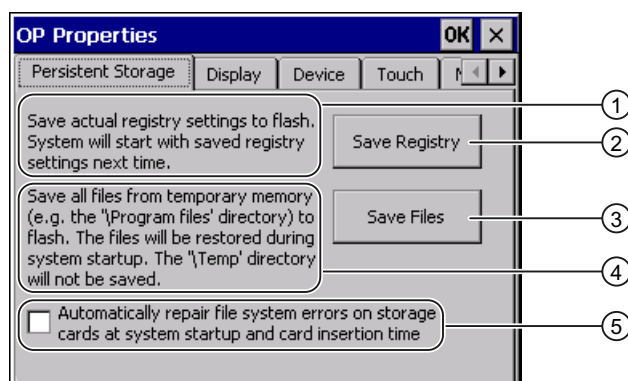 OP Properties OK ×
Persistent Storage Display Device Touch
Save actual registry settings to flash.
System will start with saved registry
settings next time.
Save Registry
Save all files from temporary memory
(e.g. the '\Program files' directory) to
flash. The files will be restored during
system startup. The '\Temp' directory
will not be saved.
Save Files
Automatically repair file system errors on storage
cards at system startup and card insertion time
1
2
3
4
5